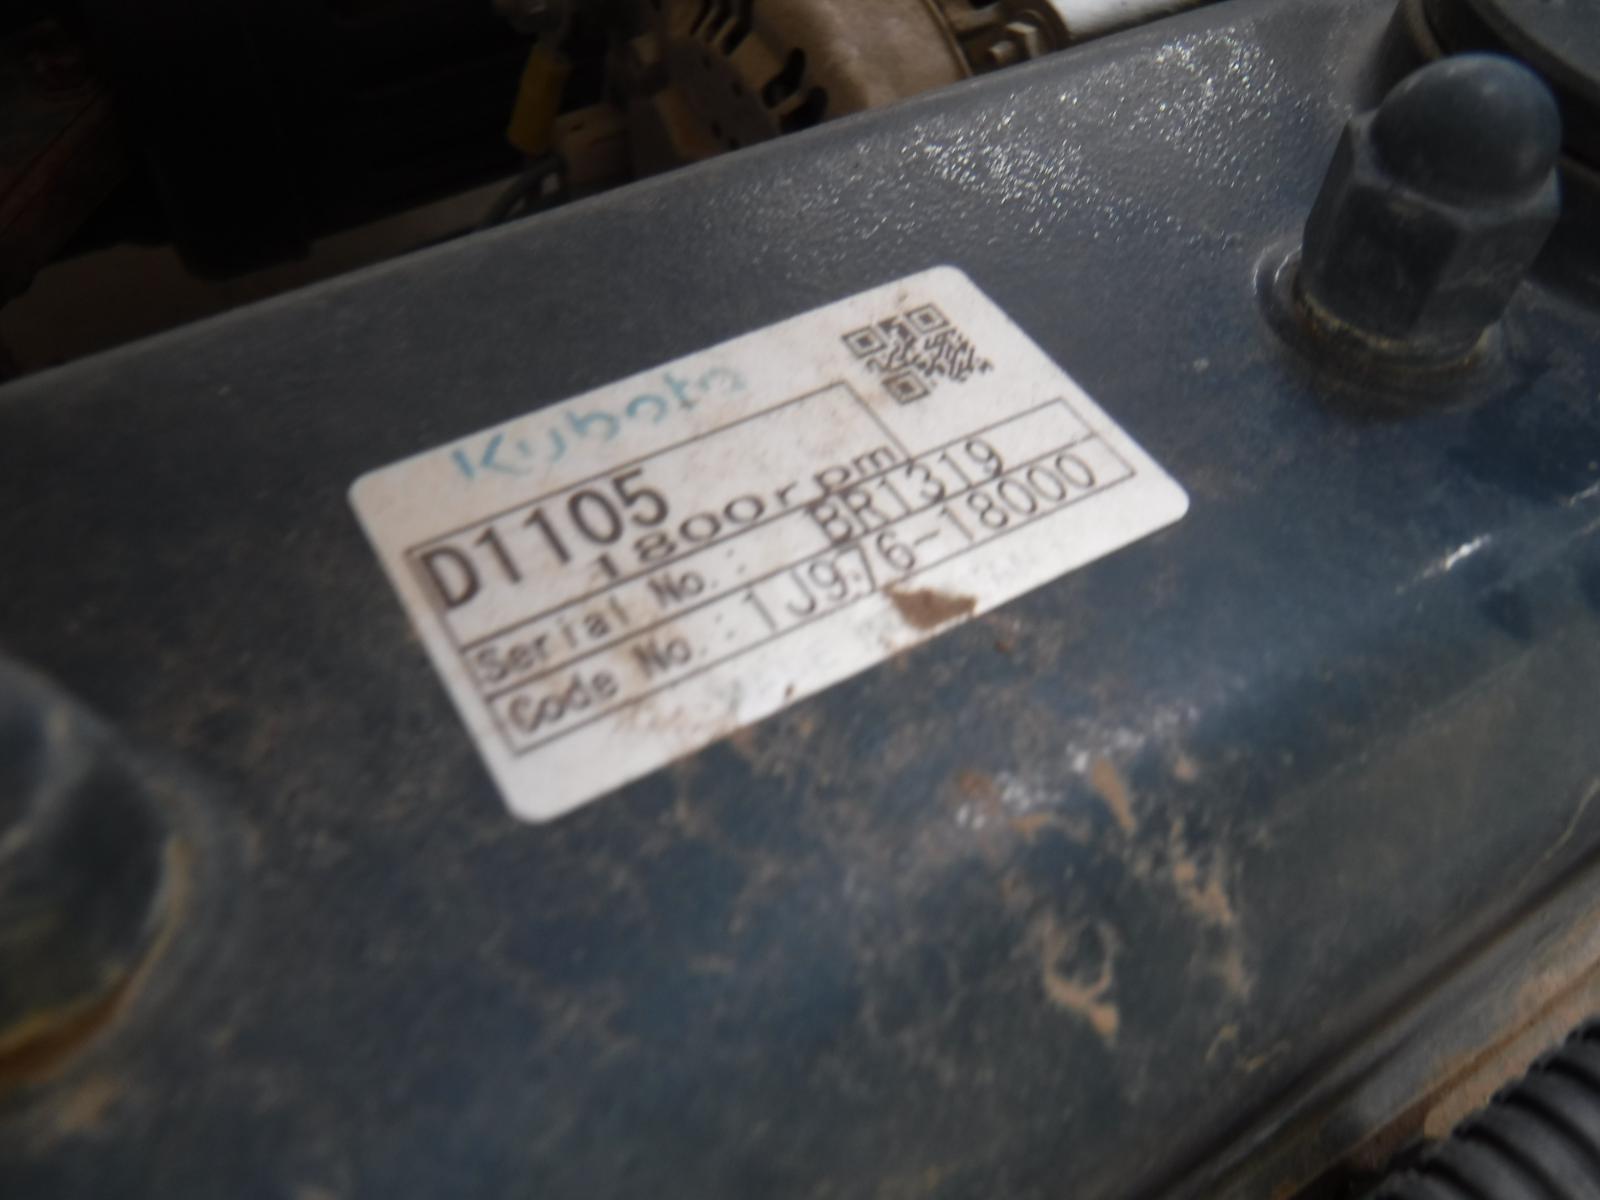 Kubota
D1105
1800rpm
Serial No.: BR1319
Code No.: 1J976-18000